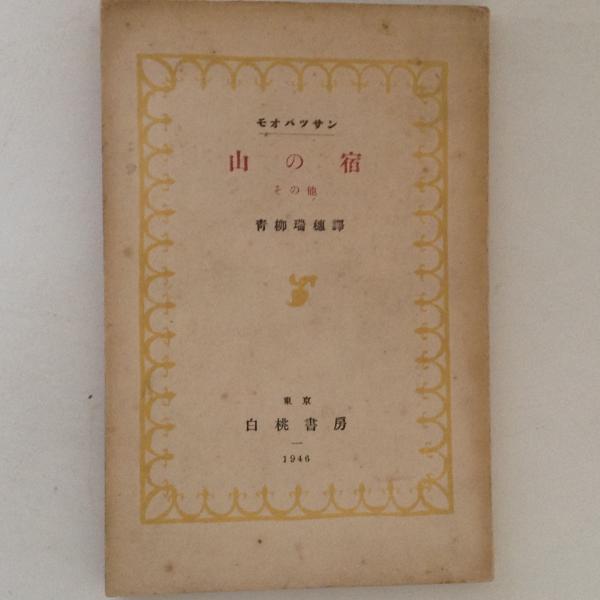 モオパツサン
山の宿
その他
青柳瑞穗譯
東京
白桃書房
1946